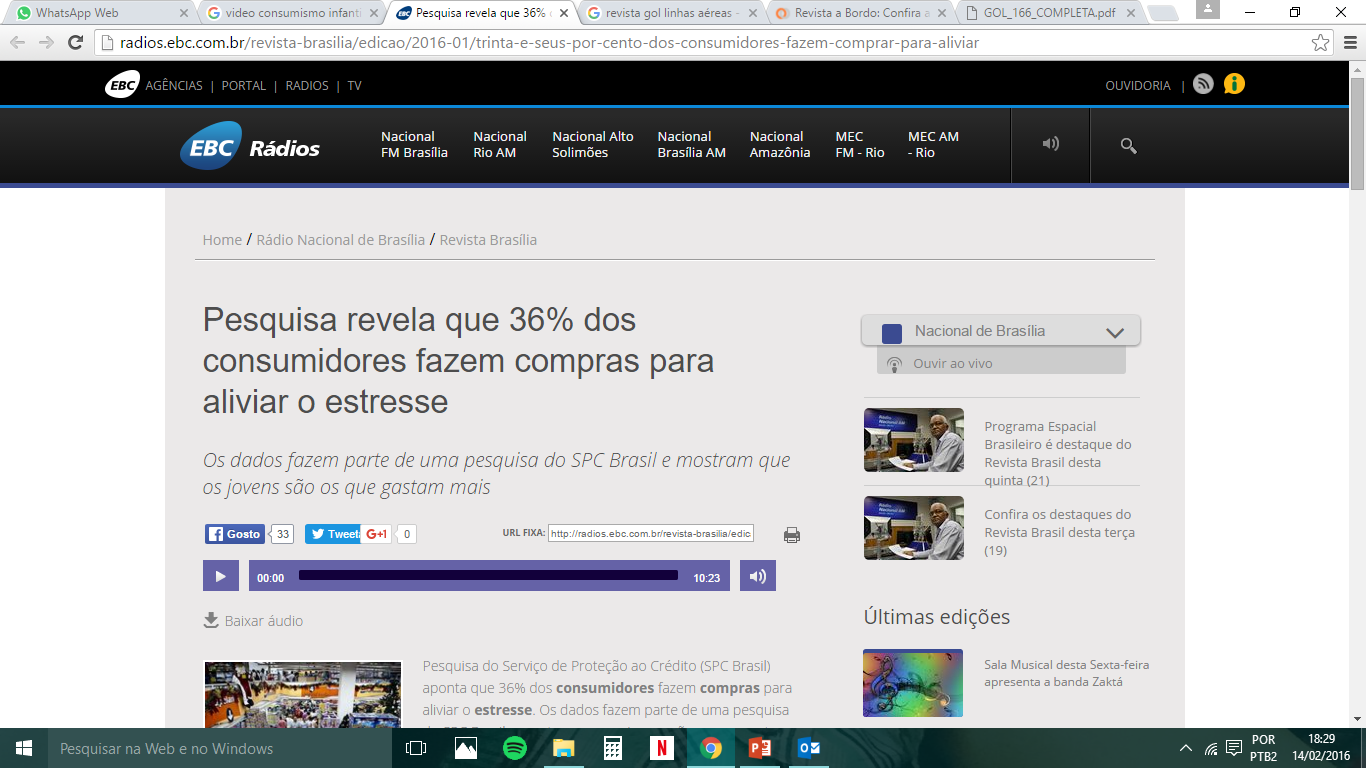 WhatsApp Web
video consumismo infanti
Pesquisa revela que 36%
revista gol linhas aéreas -
Revista a Bordo: Confira a
GOL_166_COMPLETA.pdf
radios.ebc.com.br/revista-brasilia/edicao/2016-01/trinta-e-seus-por-cento-dos-consumidores-fazem-comprar-para-aliviar
EBC AGÊNCIAS | PORTAL | RADIOS | TV
OUVIDORIA |
EBC Rádios
Nacional
FM Brasília
Nacional
Rio AM
Nacional Alto
Solimões
Nacional
Brasília AM
Nacional
Amazônia
MEC
FM - Rio
MEC AM
- Rio
Home / Rádio Nacional de Brasília / Revista Brasília
Pesquisa revela que 36% dos
consumidores fazem compras para
aliviar o estresse
Os dados fazem parte de uma pesquisa do SPC Brasil e mostram que
os jovens são os que gastam mais
Gosto 33
Tweet
G+1 0
URL FIXA: http://radios.ebc.com.br/revista-brasilia/edic
00:00 10:23
Baixar áudio
Pesquisa do Serviço de Proteção ao Crédito (SPC Brasil)
aponta que 36% dos consumidores fazem compras para
aliviar o estresse. Os dados fazem parte de uma pesquisa
Nacional de Brasília
Ouvir ao vivo
Programa Espacial
Brasileiro é destaque do
Revista Brasil desta
quinta (21)
Confira os destaques do
Revista Brasil desta terça
(19)
Últimas edições
Sala Musical desta Sexta-feira
apresenta a banda Zaktá
Pesquisar na Web e no Windows
POR
PTB2
18:29
14/02/2016